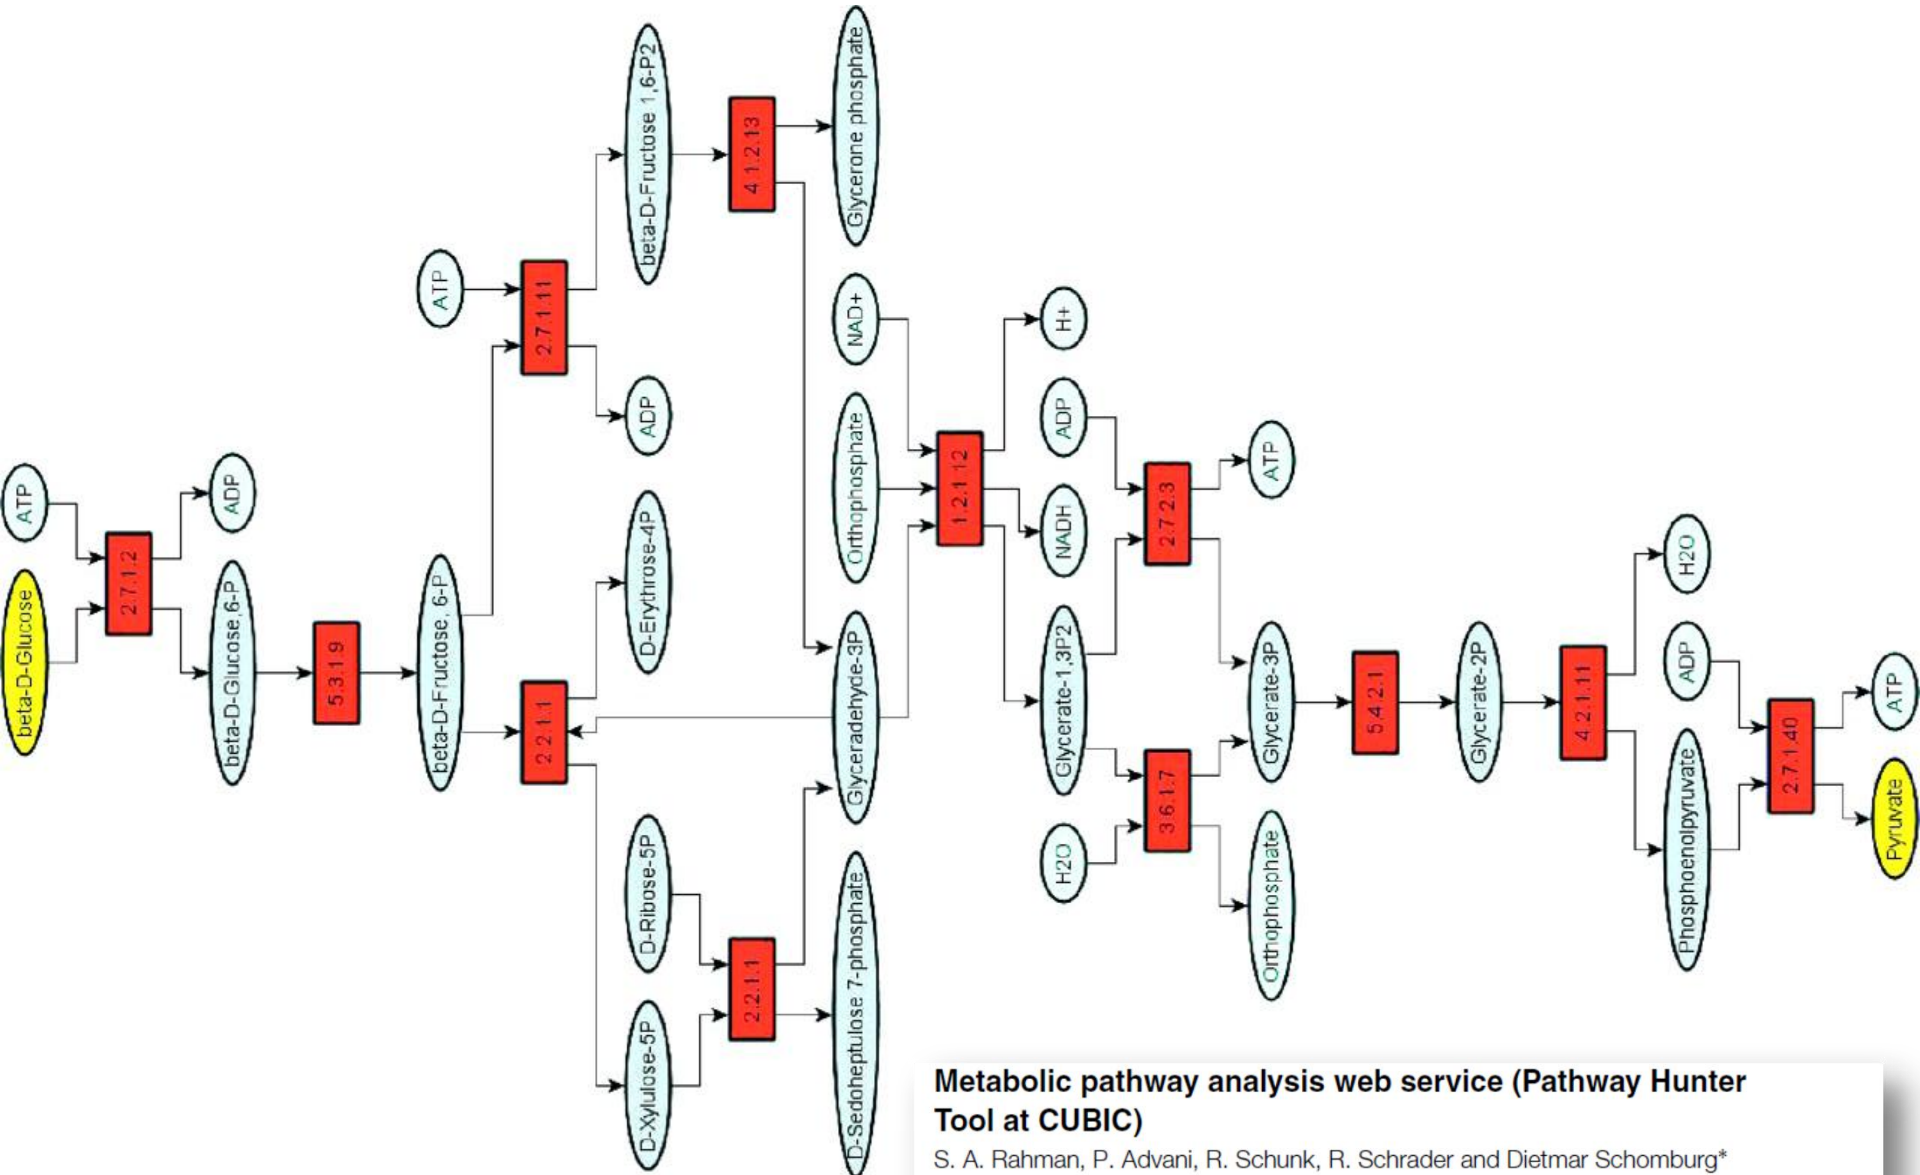 ATP
beta-D-Glucose
2.7.1.2
ADP
beta-D-Glucose,6-P
5.3.1.9
ATP
beta-D-Fructose, 6-P
2.7.1.11
2.2.1.1
beta-D-Fructose 1,6-P2
ADP
D-Erythrose-4P
D-Ribose-5P
D-Xylulose-5P
4.1.2.13
2.2.1.1
Glycerone phosphate
NAD+
Orthophosphate
Glyceradehyde-3P
D-Sedoheptulose 7-phosphate
1.2.1.12
H+
ADP
NADH
Glycerate-1,3P2
H2O
2.7.2.3
3.6.1.7
ATP
Glycerate-3P
Orthophosphate
5.4.2.1
Glycerate-2P
4.2.1.11
H2O
ADP
Phosphoenolpyruvate
2.7.1.40
ATP
Pyruvate
Metabolic pathway analysis web service (Pathway Hunter
Tool at CUBIC)
S. A. Rahman, P. Advani, R. Schunk, R. Schrader and Dietmar Schomburg*